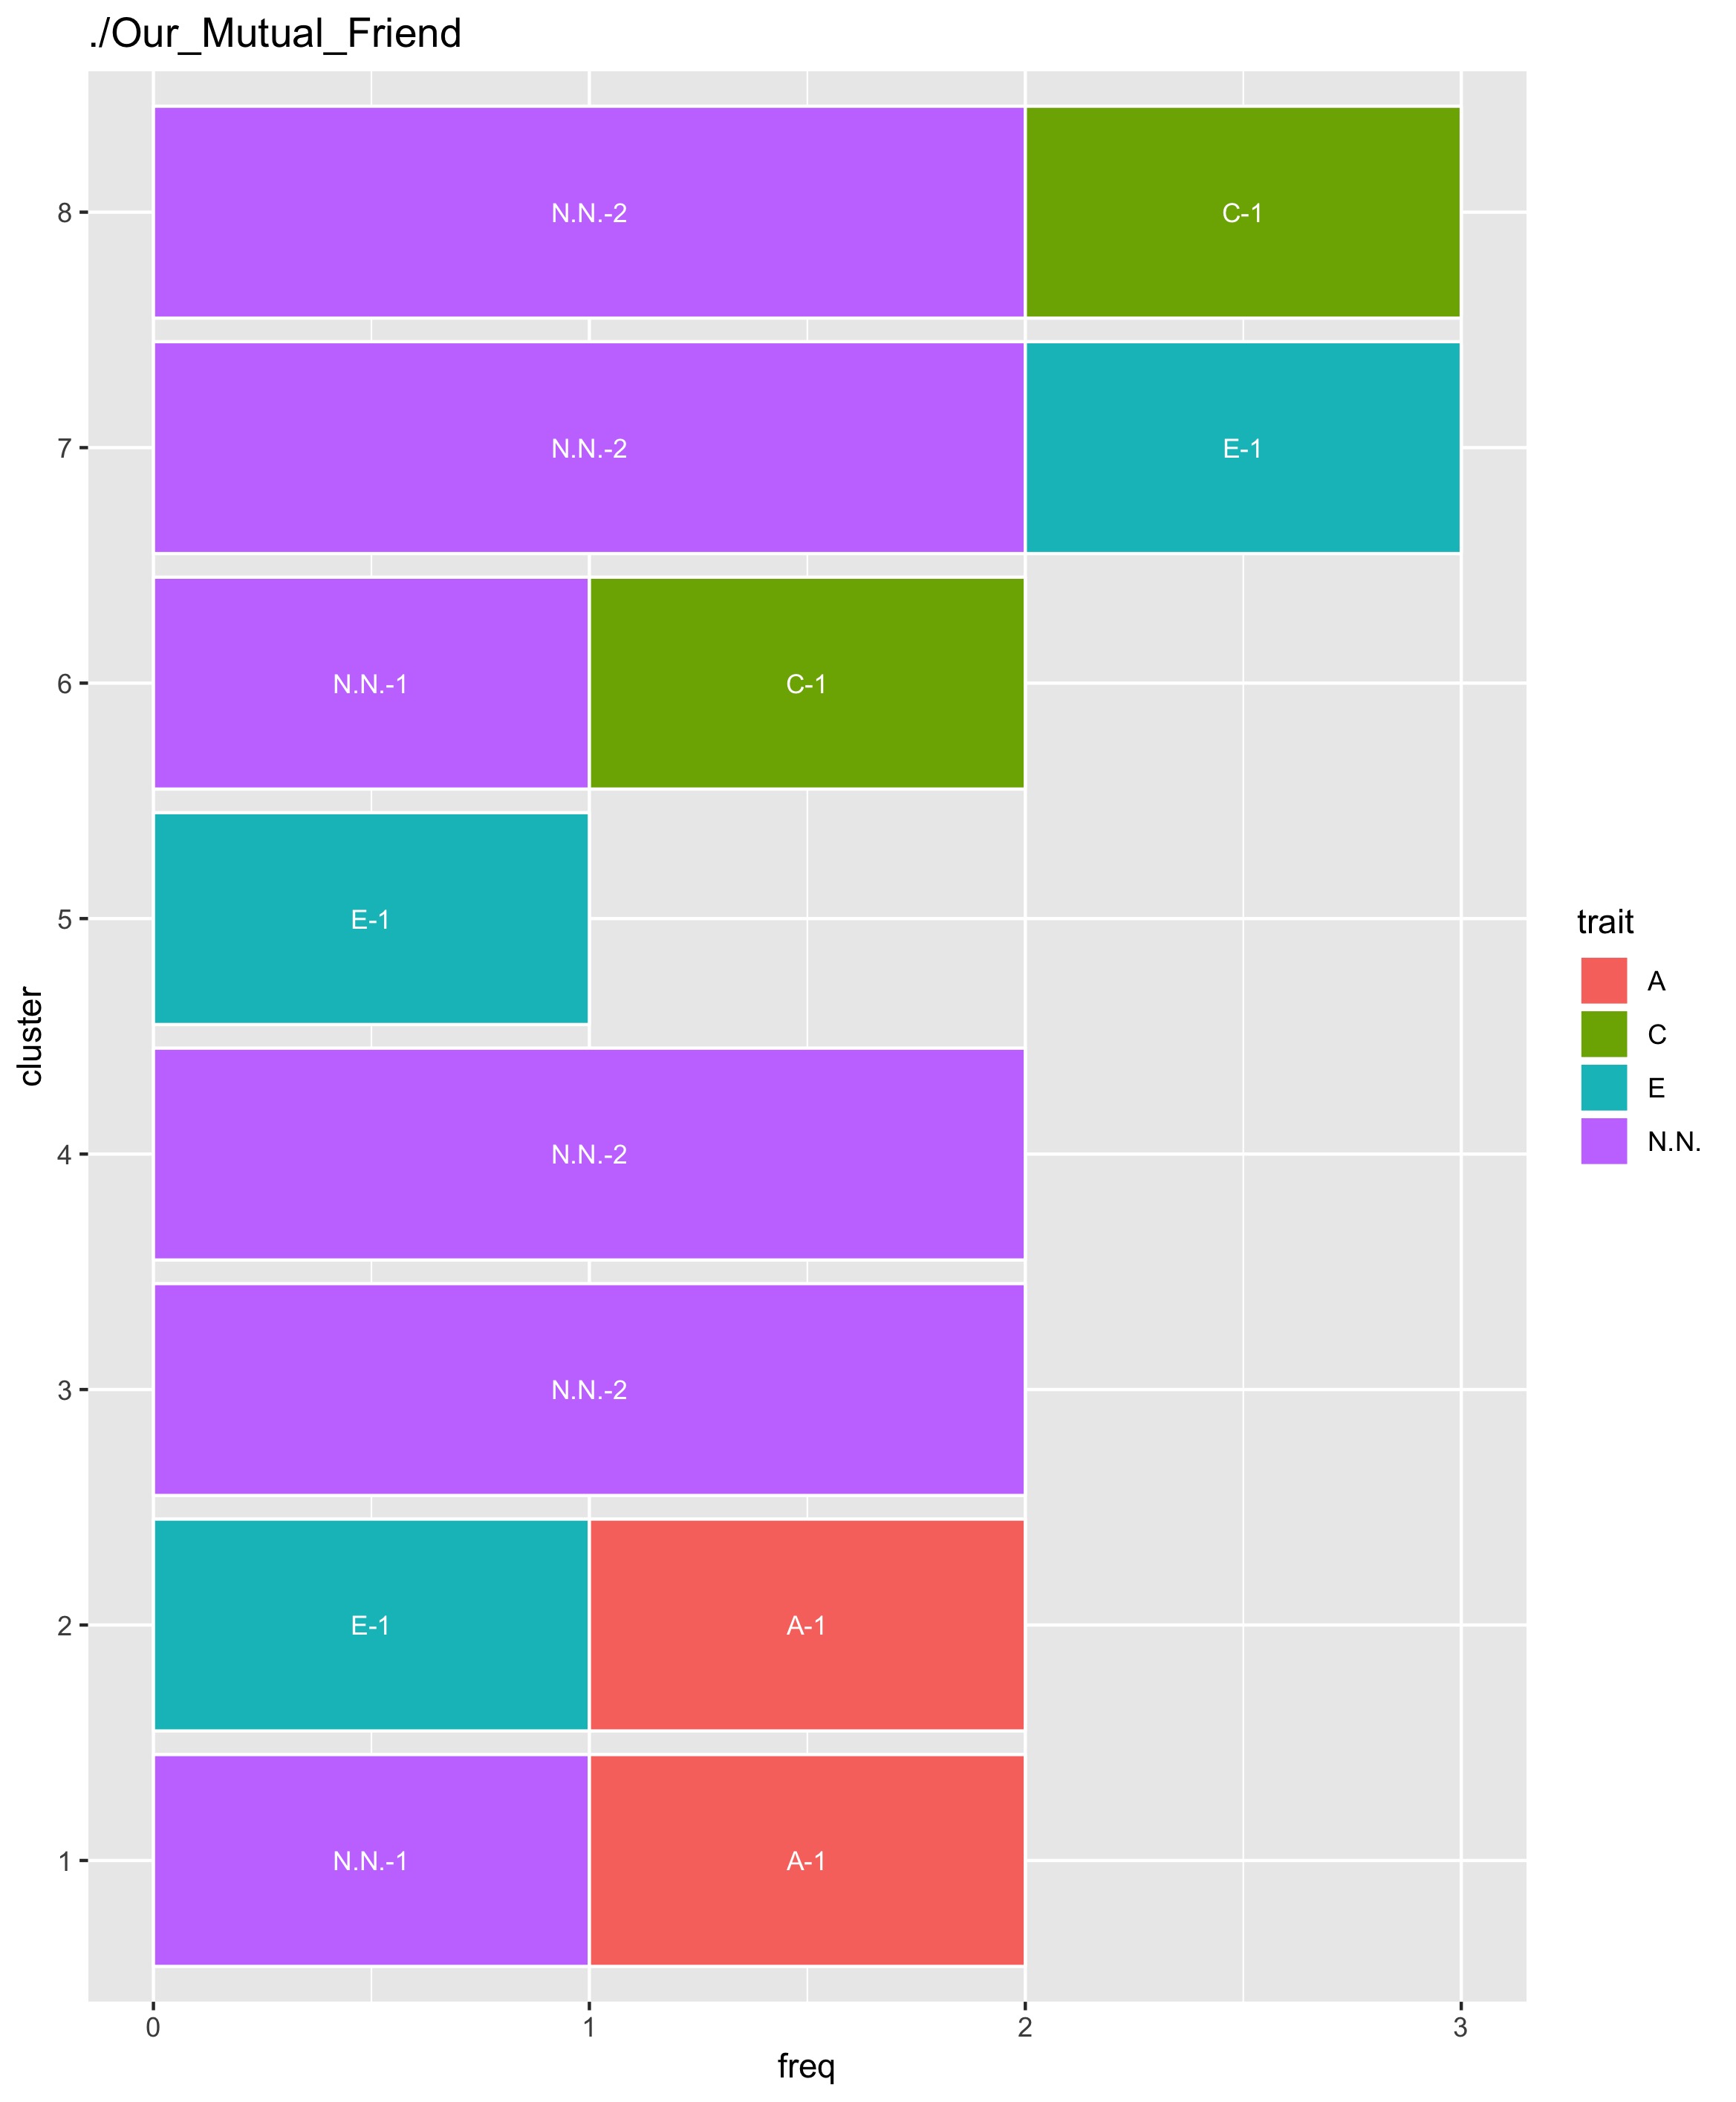 ./Our_Mutual_Friend
8
N.N.-2
C-1
7
N.N.-2
E-1
6
N.N.-1
C-1
5
E-1
4
N.N.-2
3
N.N.-2
2
E-1
A-1
1
N.N.-1
A-1
0
1
2
3
freq
cluster
trait
A
C
E
N.N.